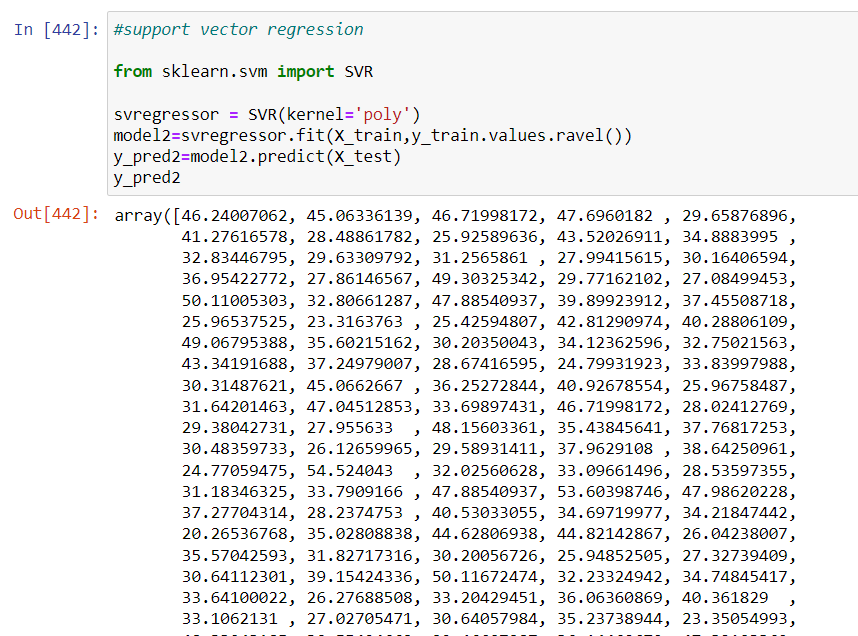 In [442]: #support vector regression
from sklearn.svm import SVR
svregressor = SVR(kernel='poly')
model2=svregressor.fit(X_train,y_train.values.ravel())
y_pred2=model2.predict(X_test)
y_pred2
Out[442]: array([46.24007062, 45.06336139, 46.71998172, 47.6960182 , 29.65876896,
41.27616578, 28.48861782, 25.92589636, 43.52026911, 34.8883995 ,
32.83446795, 29.63309792, 31.2565861 , 27.99415615, 30.16406594,
36.95422772, 27.86146567, 49.30325342, 29.77162102, 27.08499453,
50.11005303, 32.80661287, 47.88540937, 39.89923912, 37.45508718,
25.96537525, 23.3163763 , 25.42594807, 42.81290974, 40.28806109,
49.06795388, 35.60215162, 30.20350043, 34.12362596, 32.75021563,
43.34191688, 37.24979007, 28.67416595, 24.79931923, 33.83997988,
30.31487621, 45.0662667 , 36.25272844, 40.92678554, 25.96758487,
31.64201463, 47.04512853, 33.69897431, 46.71998172, 28.02412769,
29.38042731, 27.955633  , 48.15603361, 35.43845641, 37.76817253,
30.48359733, 26.12659965, 29.58931411, 37.9629108 , 38.64250961,
24.77059475, 54.524043  , 32.02560628, 33.09661496, 28.53597355,
31.18346325, 33.7909166 , 47.88540937, 53.60398746, 47.98620228,
37.27704314, 28.2374753 , 40.53033055, 34.69719977, 34.21847442,
20.26536768, 35.02808838, 44.62806938, 44.82142867, 26.04238007,
35.57042593, 31.82717316, 30.20056726, 25.94852505, 27.32739409,
30.64112301, 39.15424336, 50.11672474, 32.23324942, 34.74845417,
33.64100022, 26.27688508, 33.20429451, 36.06360869, 40.361829  ,
33.1062131 , 27.02705471, 30.64057984, 35.23738944, 23.35054993,